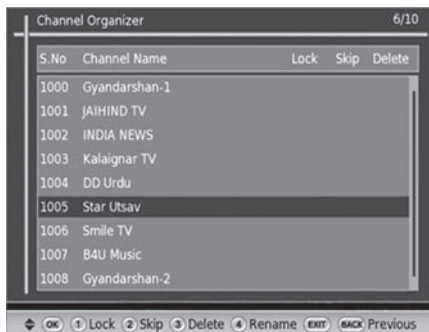 Channel Organizer 6/10
S.No Channel Name Lock Skip Delete
1000 Gyandarshan-1
1001 JAIHIND TV
1002 INDIA NEWS
1003 Kalaignar TV
1004 DD Urdu
1005 Star Utsav
1006 Smile TV
1007 B4U Music
1008 Gyandarshan-2
OK 1 Lock 2 Skip 3 Delete 4 Rename EXIT BACK Previous